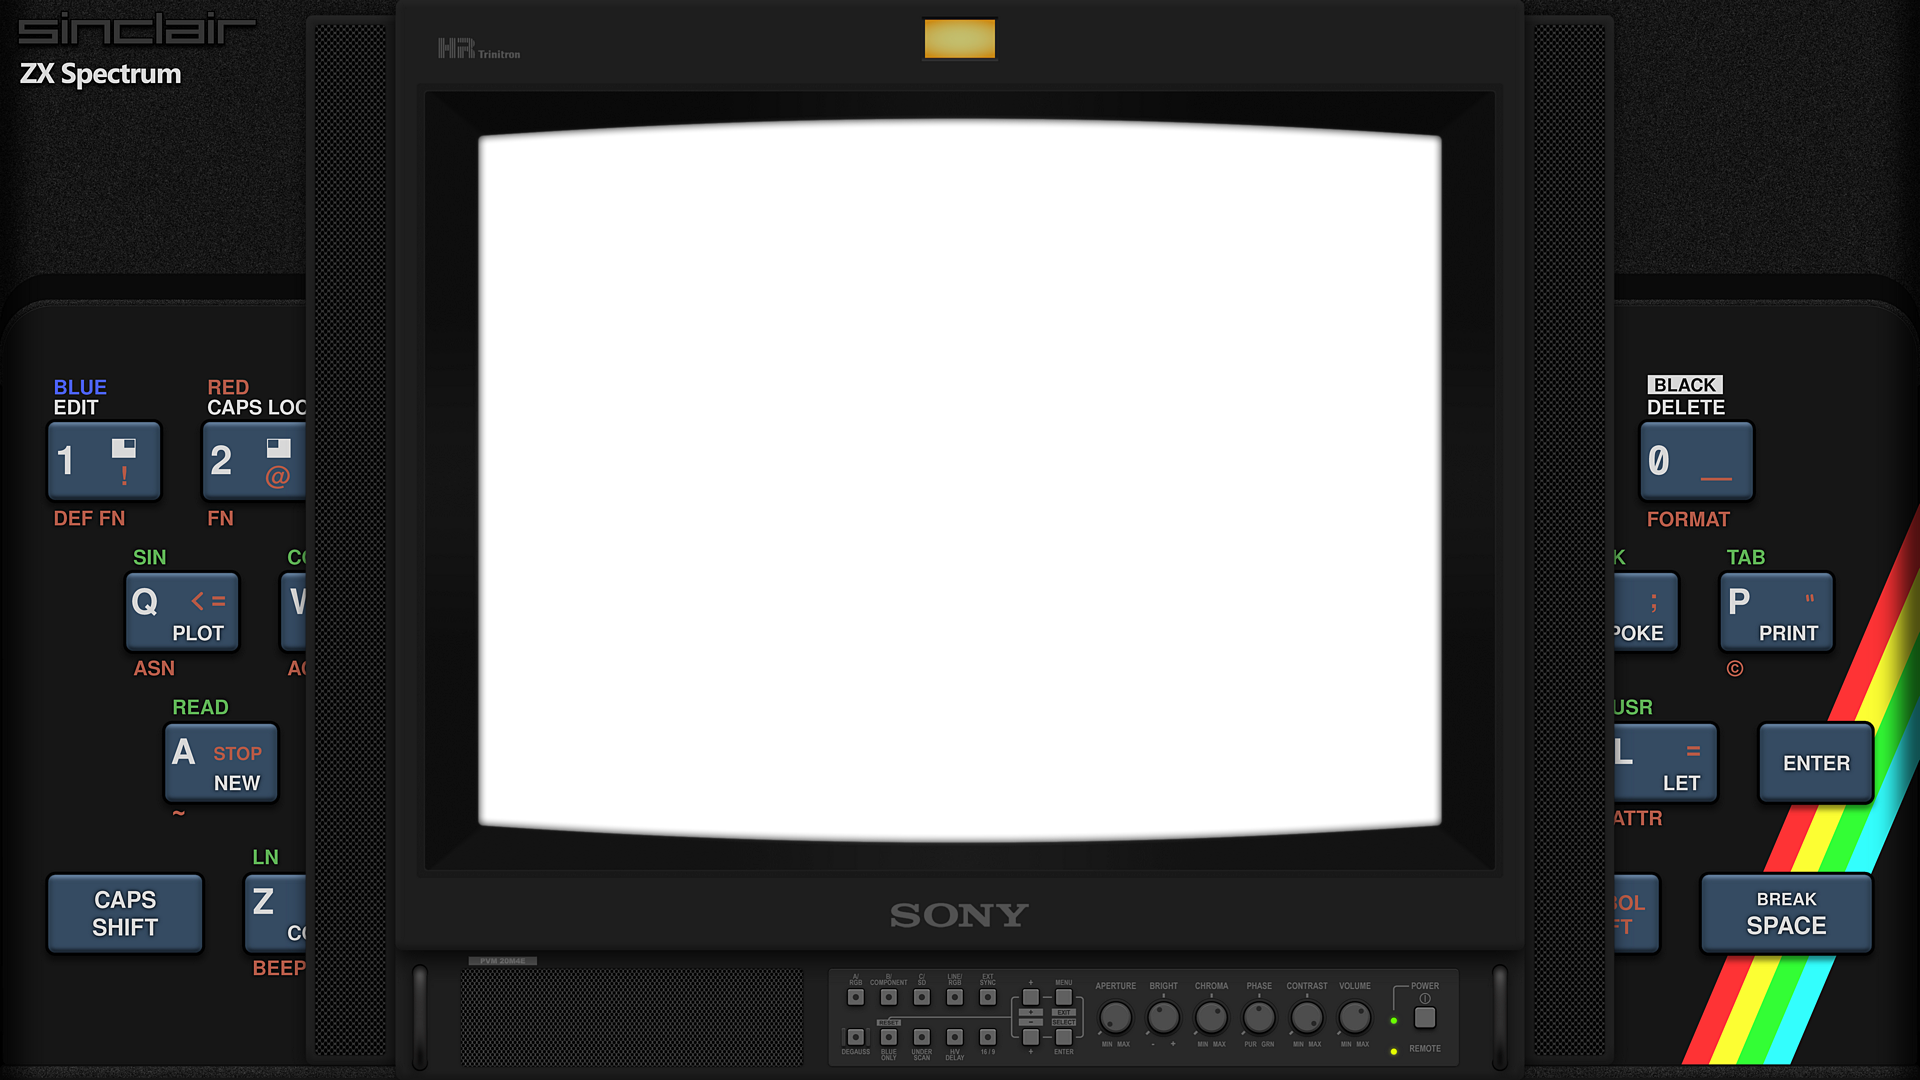 sinclair
ZX Spectrum
HR Trinitron
BLUE
EDIT
1 !
DEF FN
RED
CAPS LOC
2 @
FN
SIN
Q <=
PLOT
ASN
READ
A STOP
NEW
~
CAPS
SHIFT
LN
Z
BEEP
BLACK
DELETE
0 _
FORMAT
K
;
POKE
TAB
P "
PRINT
©
USR
L =
LET
ATTR
ENTER
BOL
FT
BREAK
SPACE
SONY
PVM 20M4E
A/
RGB
B/
COMPONENT
C/
SD
LINE/
RGB
EXT
SYNC
+
MENU
RESET
+
EXIT
−
SELECT
DEGAUSS
BLUE
ONLY
UNDER
SCAN
H/V
DELAY
16 / 9
+
ENTER
APERTURE
BRIGHT
CHROMA
PHASE
CONTRAST
VOLUME
MIN MAX
- +
MIN MAX
PUR GRN
MIN MAX
MIN MAX
POWER
REMOTE